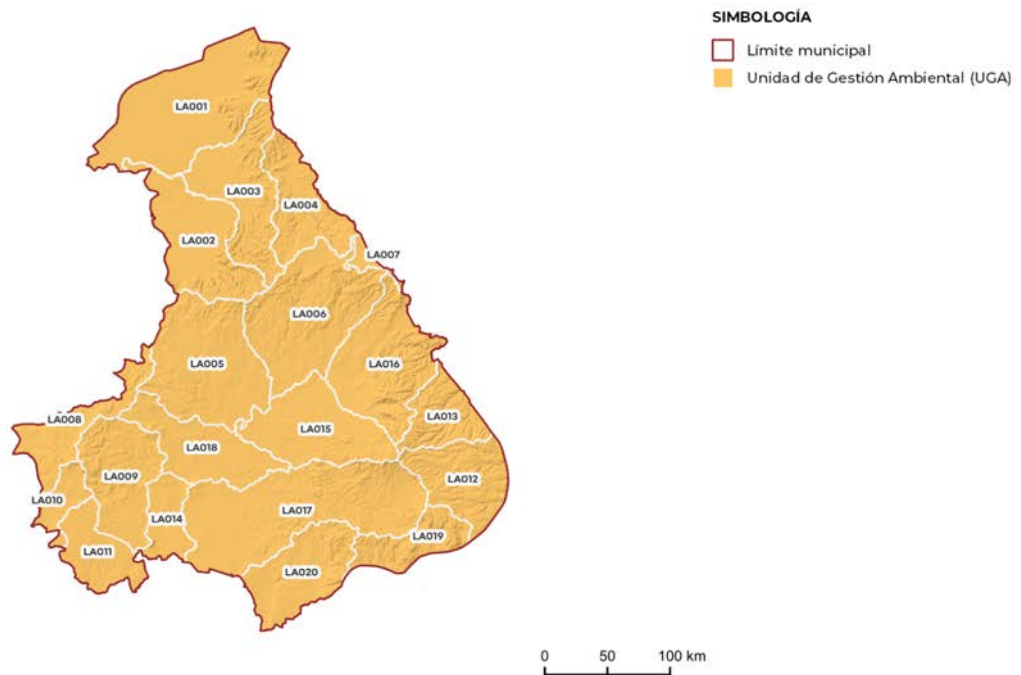 SIMBOLOGÍA
Límite municipal
Unidad de Gestión Ambiental (UGA)
LA001
LA003
LA004
LA002
LA007
LA006
LA005
LA016
LA008
LA013
LA015
LA018
LA009
LA012
LA010
LA017
LA014
LA019
LA011
LA020
0 50 100 km